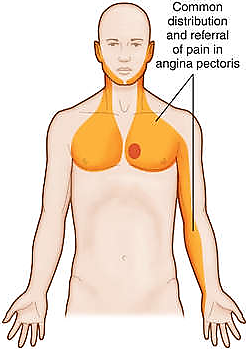 Common
distribution
and referral
of pain in
angina pectoris